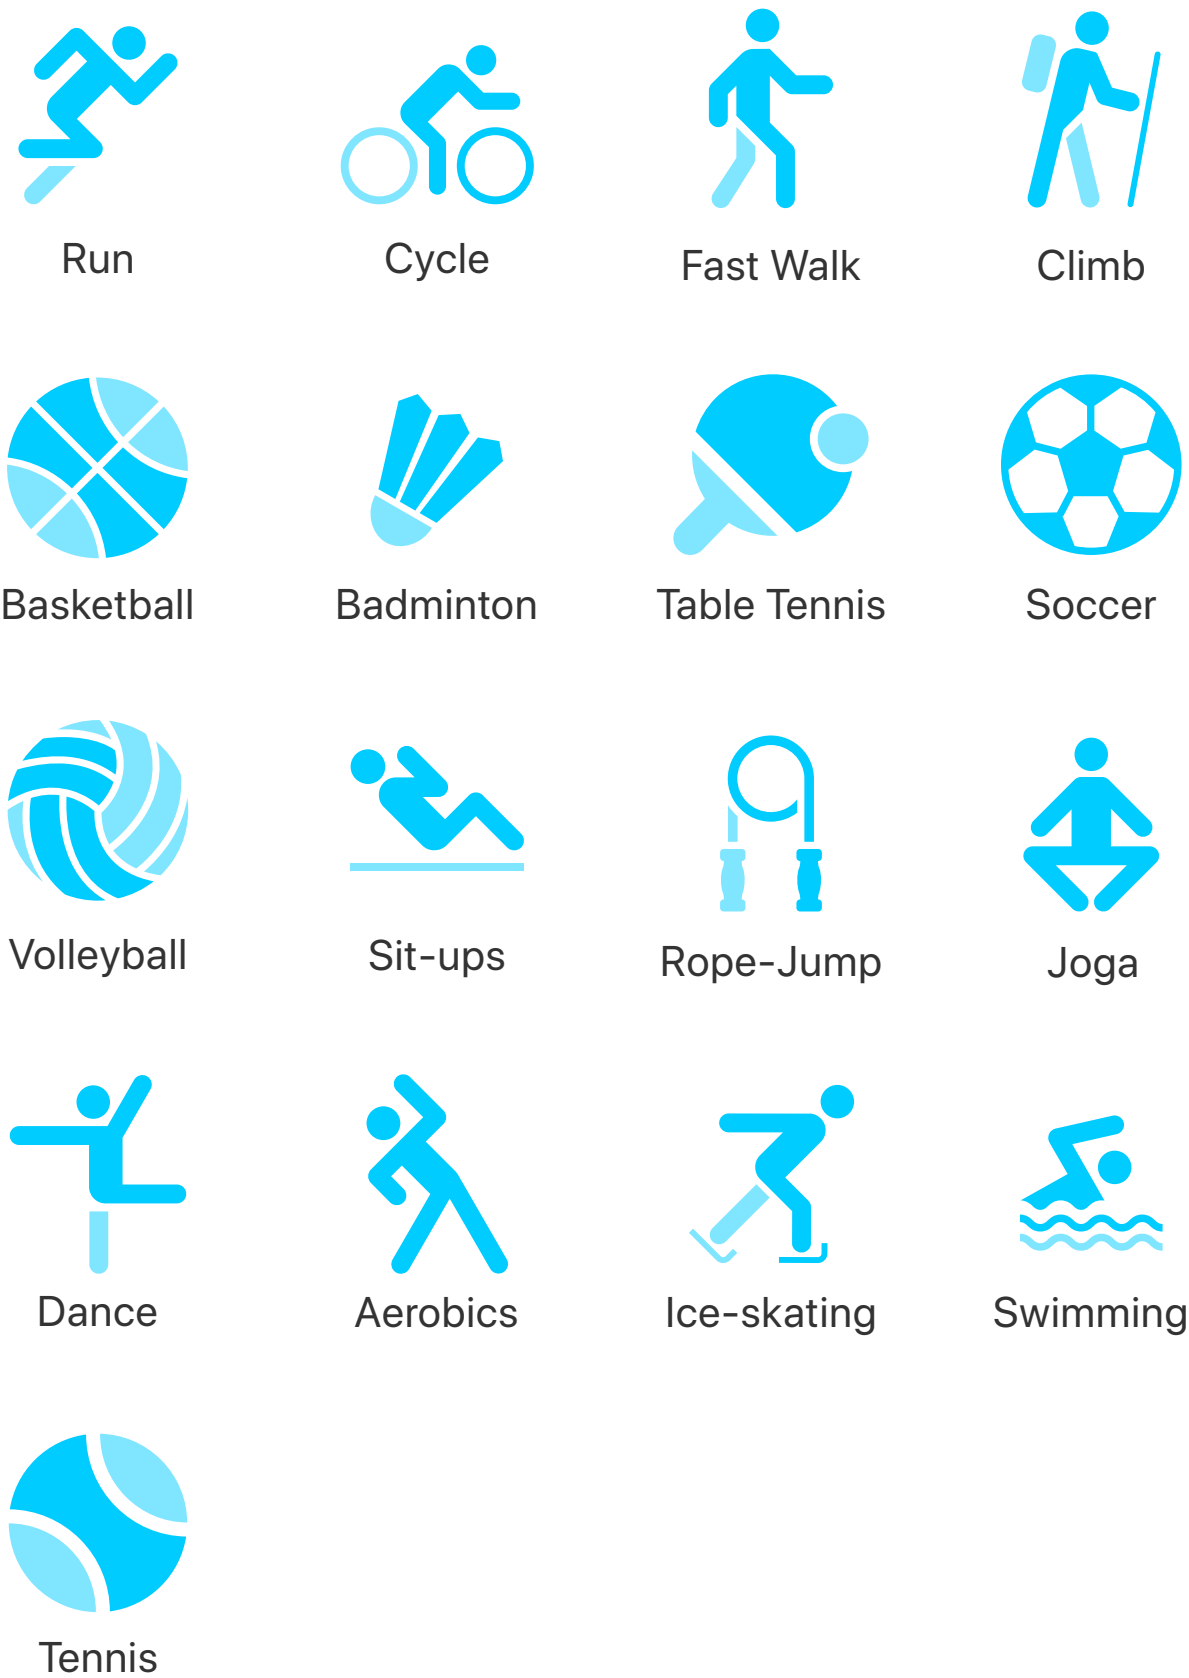 Run
Cycle
Fast Walk
Climb
Basketball
Badminton
Table Tennis
Soccer
Volleyball
Sit-ups
Rope-Jump
Joga
Dance
Aerobics
Ice-skating
Swimming
Tennis